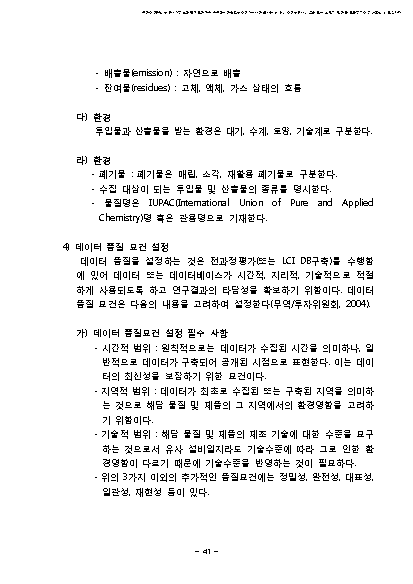 - 배출물(emission) : 자연으로 배출
- 잔여물(residues) : 고체, 액체, 가스 상태의 흐름
다) 환경
투입물과 산출물을 받는 환경은 대기, 수계, 토양, 기술계로 구분한다.
라) 환경
- 폐기물 : 폐기물은 매립, 소각, 재활용 폐기물로 구분한다.
- 수집 대상이 되는 투입물 및 산출물의 종류를 명시한다.
- 물질명은 IUPAC(International Union of Pure and Applied
Chemistry)명 혹은 관용명으로 기재한다.
4) 데이터 품질 요건 설정
데이터 품질을 설정하는 것은 전과정평가(또는 LCI DB구축)를 수행함
에 있어 데이터 또는 데이터베이스가 시간적, 지리적, 기술적으로 적절
하게 사용되도록 하고 연구결과의 타당성을 확보하기 위함이다. 데이터
품질 요건은 다음의 내용을 고려하여 설정한다(무역/투자위원회, 2004).
가) 데이터 품질요건 설정 필수 사항
- 시간적 범위 : 원칙적으로는 데이터가 수집된 시간을 의미하나, 일
반적으로 데이터가 구축되어 공개된 시점으로 표현한다. 이는 데이
터의 최신성을 보장하기 위한 요건이다.
- 지역적 범위 : 데이터가 최초로 수집된 또는 구축된 지역을 의미하
는 것으로 해당 물질 및 제품의 그 지역에서의 환경영향을 고려하
기 위함이다.
- 기술적 범위 : 해당 물질 및 제품의 제조 기술에 대한 수준을 요구
하는 것으로서 유사 설비일지라도 기술수준에 따라 그로 인한 환
경영향이 다르기 때문에 기술수준을 반영하는 것이 필요하다.
- 위의 3가지 이외의 추가적인 품질요건에는 정밀성, 완전성, 대표성,
일관성, 재현성 등이 있다.
- 41 -